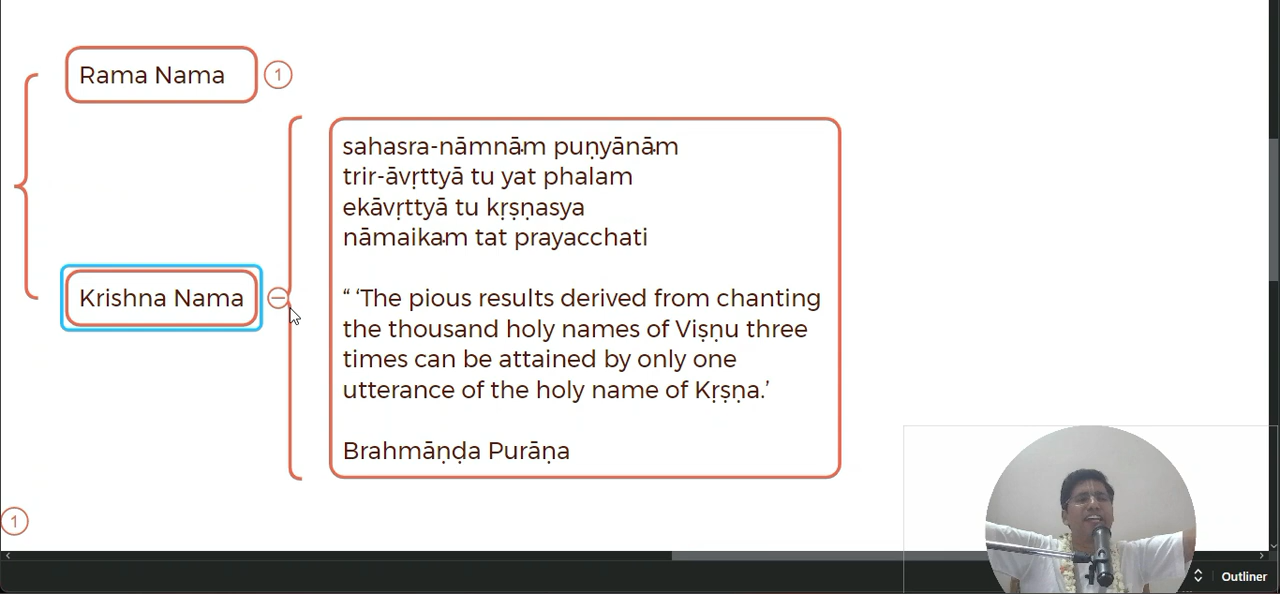 Rama Nama
1
Krishna Nama
sahasra-nāmnāṁ puṇyānāṁ
trir-āvṛttyā tu yat phalam
ekāvṛttyā tu kṛṣṇasya
nāmaikaṁ tat prayacchati
“ ‘The pious results derived from chanting
the thousand holy names of Viṣṇu three
times can be attained by only one
utterance of the holy name of Kṛṣṇa.’
Brahmāṇḍa Purāṇa
1
Outliner